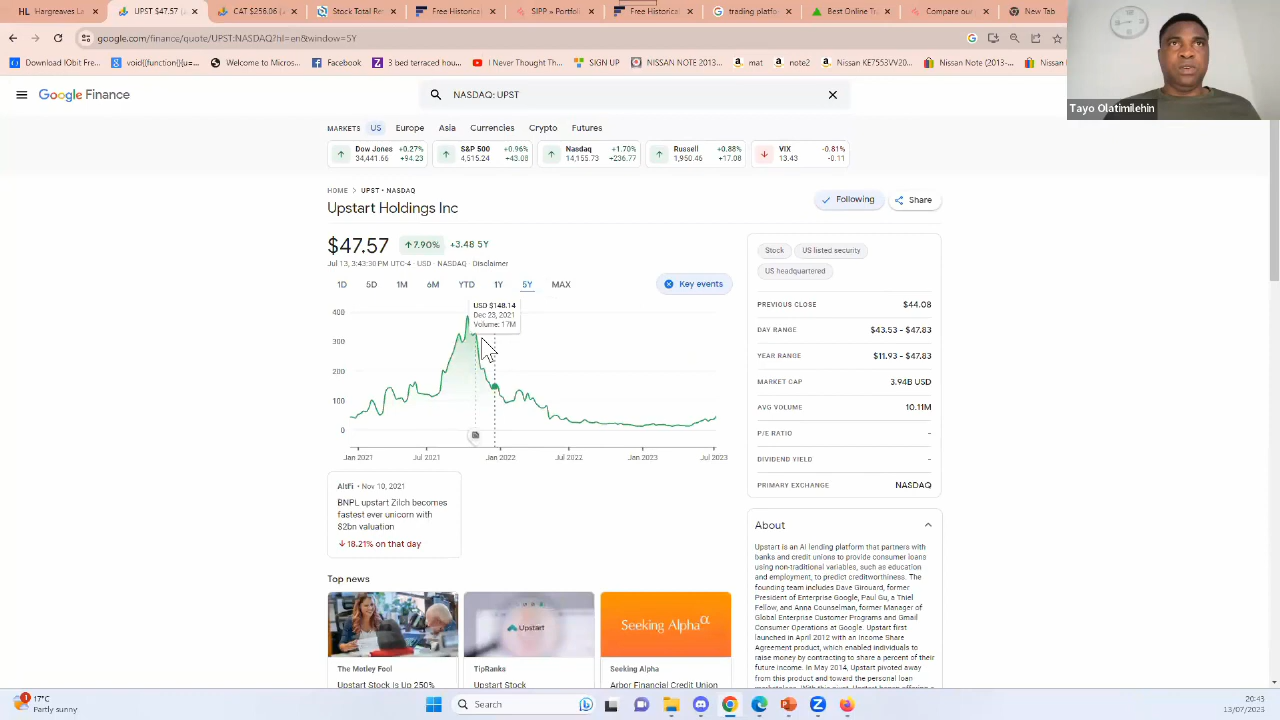 UPST $47.57
CAT $256.06 (
Stock Total Re
Free Historical
SIPP – Portfol
Free Historical
trading platfo
Best Online Tr
Compare our
New Tab
google.com/finance/quote/UPST:NASDAQ?hl=en&window=5Y
Download IObit Free...
void{(function(){u=...
Welcome to Micros...
Facebook
3 bed terraced hou...
I Never Thought The...
SIGN UP
NISSAN NOTE 2013...
mat
note2
NISSAN KE7553VV20...
NISSAN NOTE
Tayo Olatimilehin
Google Finance
NASDAQ: UPST
MARKETS US Europe Asia Currencies Crypto Futures
Dow Jones +0.27%
34,441.66 +94.23
S&P 500 +0.96%
4,515.24 +43.08
Nasdaq +1.70%
14,155.73 +236.77
Russell +0.88%
1,950.46 +17.08
VIX -0.81%
13.43 -0.11
HOME > UPST • NASDAQ
Upstart Holdings Inc
Following
Share
$47.57 ↑7.90% +3.48 5Y
Jul 13, 3:43:30 PM UTC-4 · USD · NASDAQ · Disclaimer
1D 5D 1M 6M YTD 1Y 5Y MAX
Key events
USD $148.14
Dec 23, 2021
Volume: 17M
400
300
200
100
0
Jan 2021 Jul 2021 Jan 2022 Jul 2022 Jan 2023 Jul 2023
AltFi • Nov 10, 2021
BNPL upstart Zilch becomes
fastest ever unicorn with
$2bn valuation
↓18.21% on that day
Top news
Upstart
Seeking Alpha α
The Motley Fool
Upstart Stock Is Up 250%
TipRanks
Upstart Stock
Seeking Alpha
Arbor Financial Credit Union
Stock
US listed security
US headquartered
PREVIOUS CLOSE $44.08
DAY RANGE $43.53 - $47.83
YEAR RANGE $11.93 - $47.83
MARKET CAP 3.94B USD
AVG VOLUME 10.11M
P/E RATIO -
DIVIDEND YIELD -
PRIMARY EXCHANGE NASDAQ
About
Upstart is an AI lending platform that partners with
banks and credit unions to provide consumer loans
using non-traditional variables, such as education
and employment, to predict creditworthiness. The
founding team includes Dave Girouard, former
President of Enterprise Google, Paul Gu, a Thiel
Fellow, and Anna Counselman, former Manager of
Global Enterprise Customer Programs and Gmail
Consumer Operations at Google. Upstart first
launched in April 2012 with an Income Share
Agreement product, which enabled individuals to
raise money by contracting to share a percent of their
future income. In May 2014, Upstart pivoted away
from this product and toward the personal loan
1
17°C
Partly sunny
Search
20:43
13/07/2023